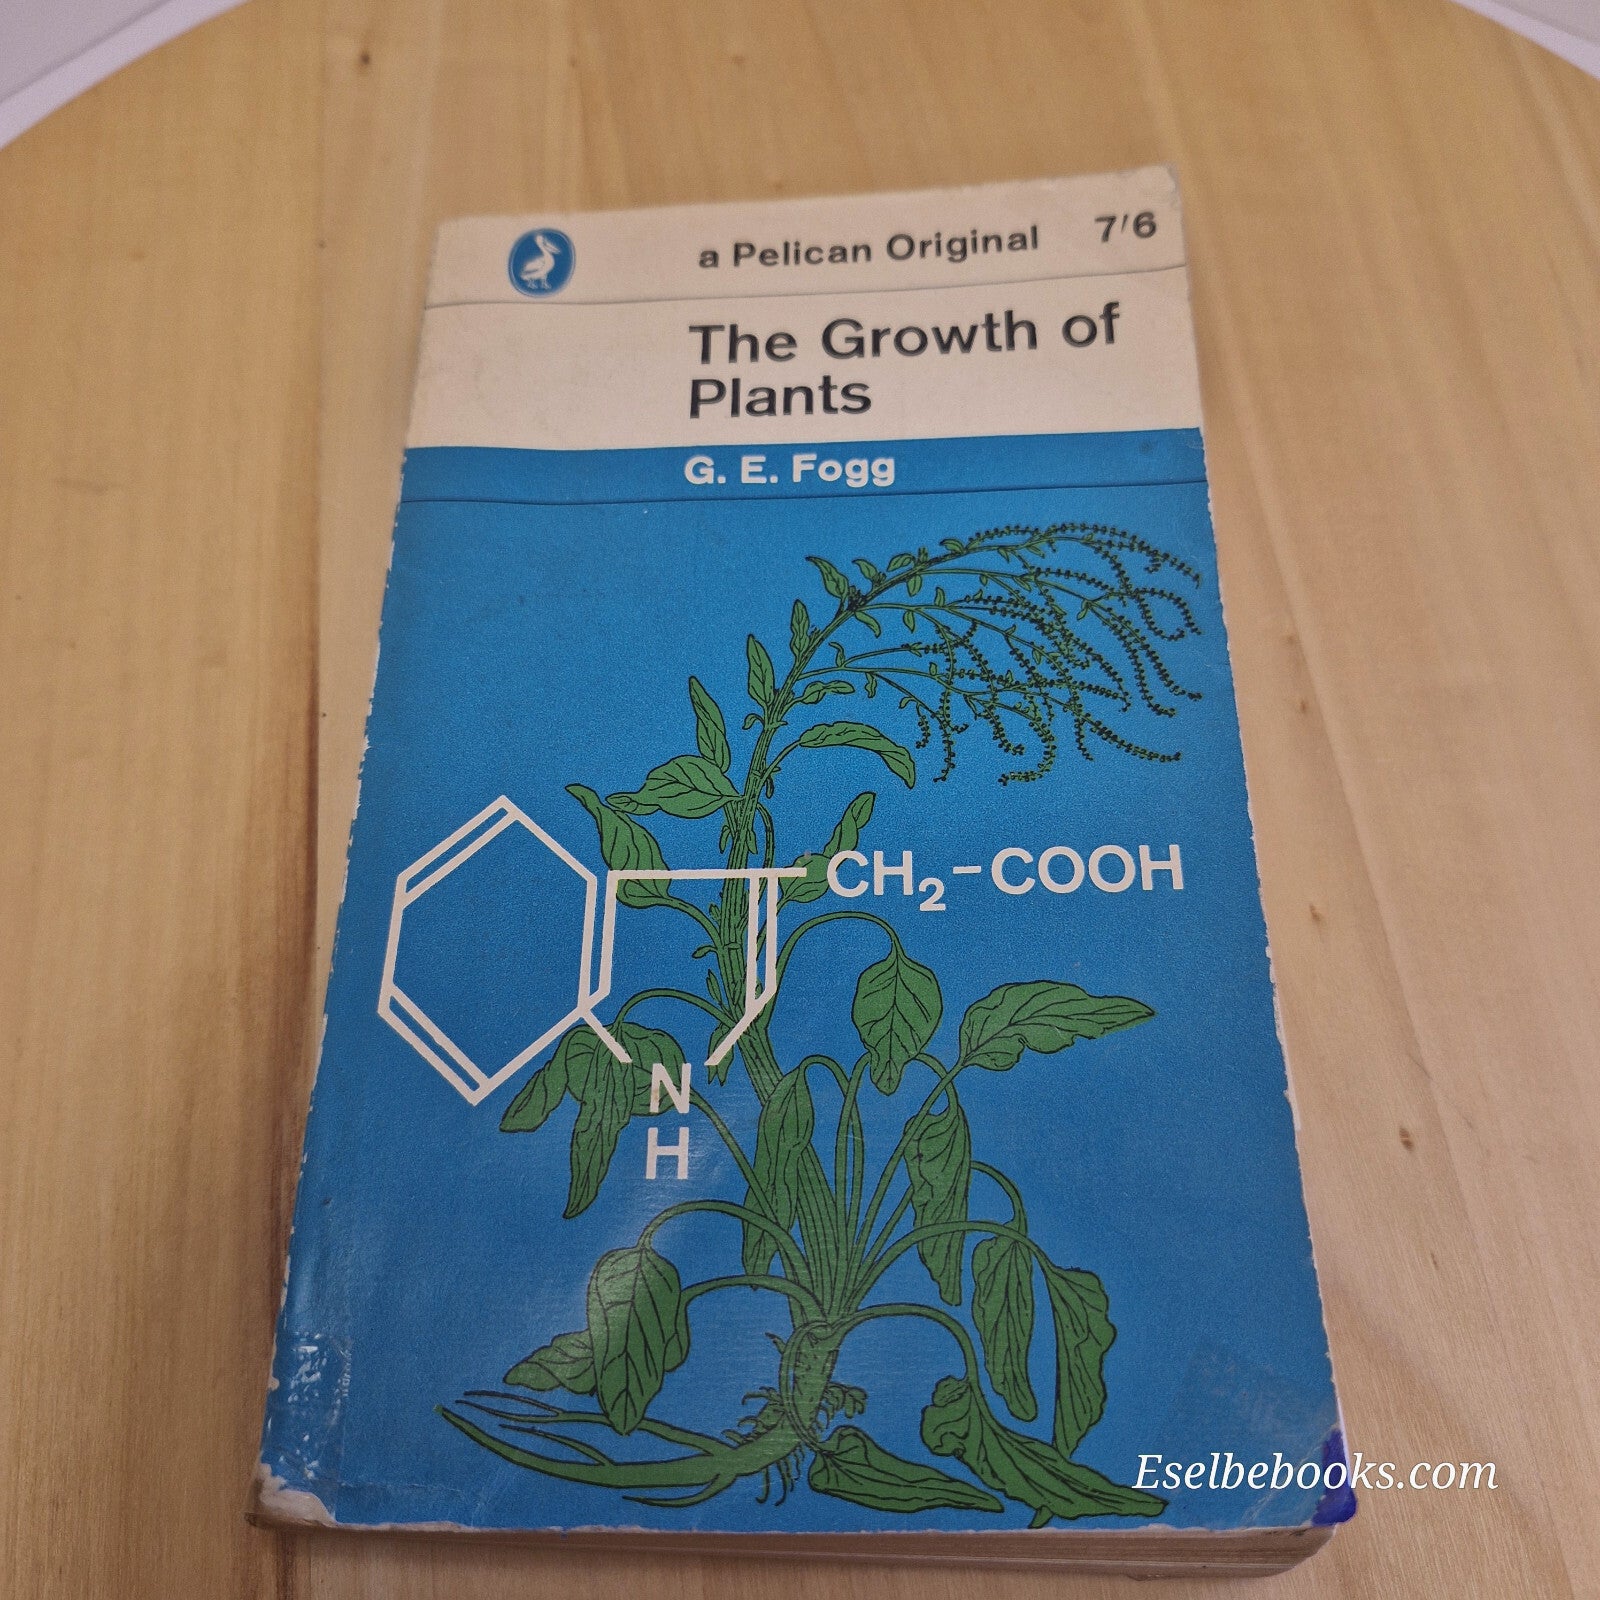 a Pelican Original 7/6
The Growth of
Plants
G. E. Fogg
CH₂-COOH
N
H
Eselbebooks.com